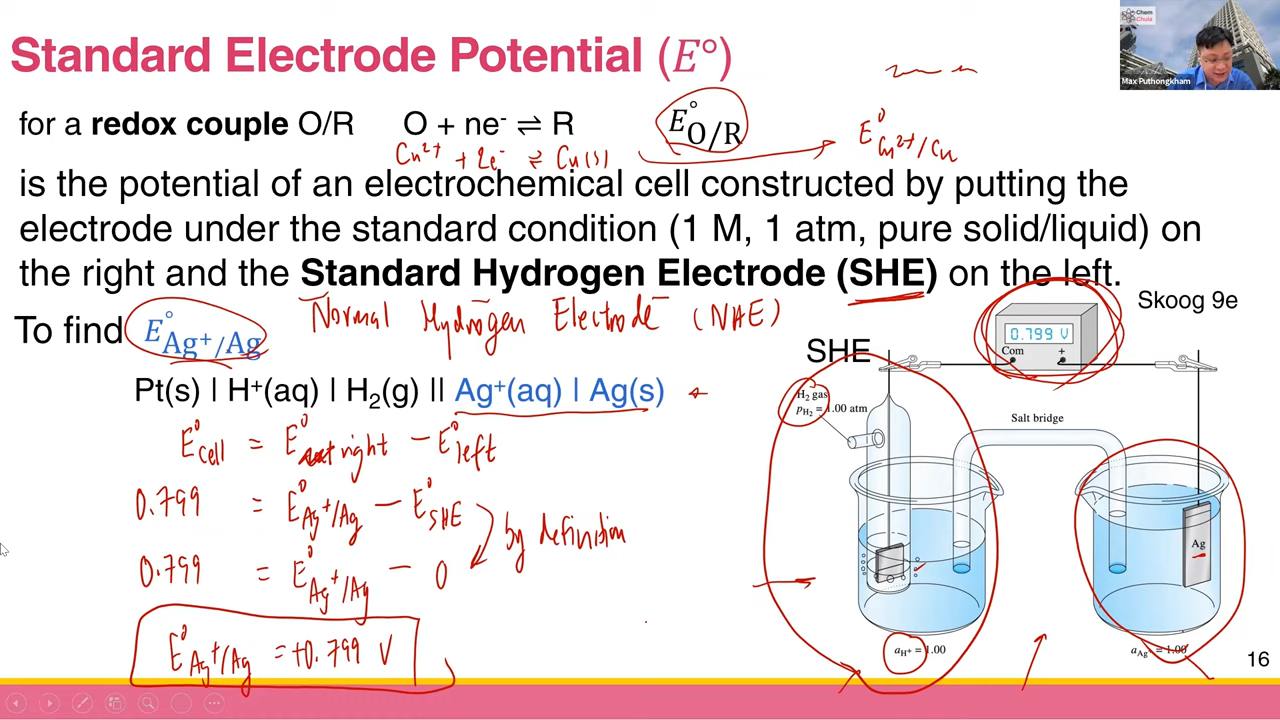 Standard Electrode Potential (E°)
Chem
Chula
Max Puthongkham
for a redox couple O/R O + ne⁻ ⇌ R E°O/R
Cu²⁺ + 2e⁻ ⇌ Cu(s) E°Cu²⁺/Cu
is the potential of an electrochemical cell constructed by putting the
electrode under the standard condition (1 M, 1 atm, pure solid/liquid) on
the right and the Standard Hydrogen Electrode (SHE) on the left.
To find E°Ag⁺/Ag
Normal Hydrogen Electrode (NHE)
Skoog 9e
Pt(s) | H⁺(aq) | H₂(g) || Ag⁺(aq) | Ag(s)
E°cell = E°right − E°left
0.799 = E°Ag⁺/Ag − E°SHE
by definition
0.799 = E°Ag⁺/Ag − 0
E°Ag⁺/Ag = +0.799 V
SHE
0.799 V
Com +
H₂ gas
pH₂ = 1.00 atm
Salt bridge
Ag
aH⁺ = 1.00
aAg⁺ = 1.00
16